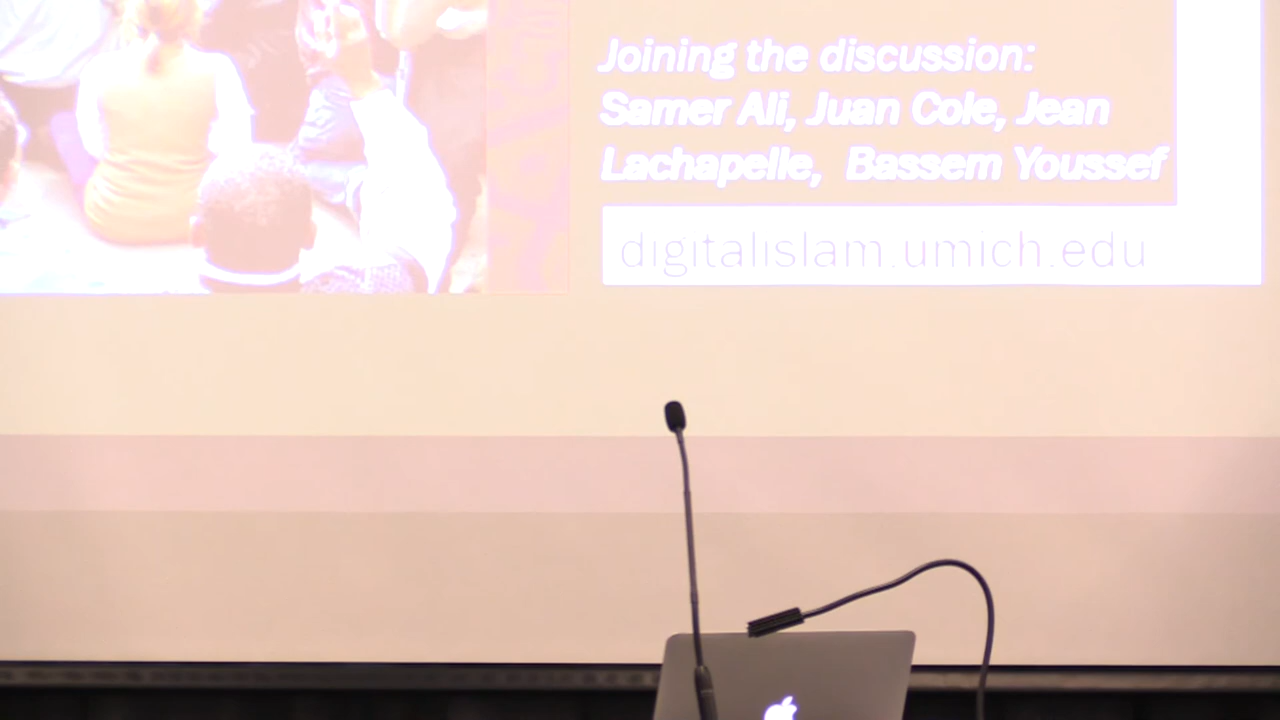 Joining the discussion:
Samer Ali, Juan Cole, Jean
Lachapelle, Bassem Youssef
digitalislam.umich.edu